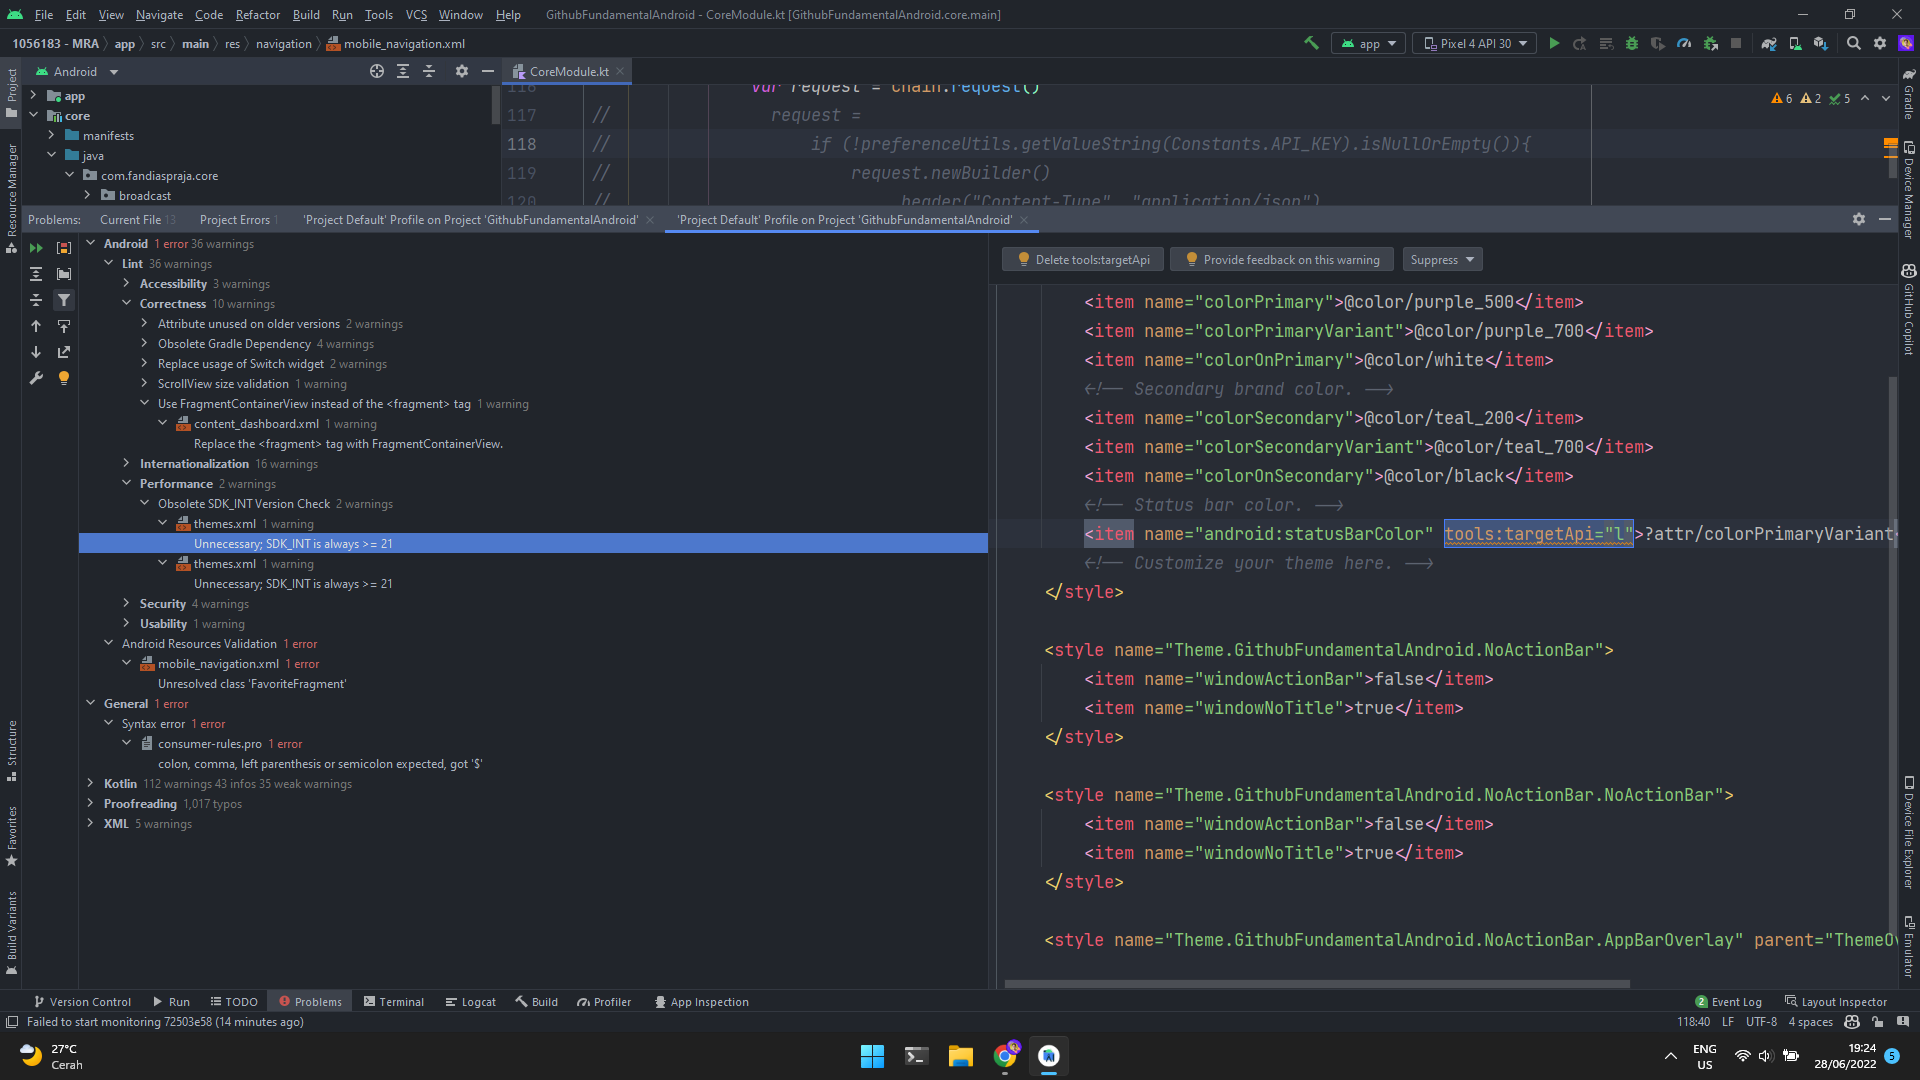 File Edit View Navigate Code Refactor Build Run Tools VCS Window Help GithubFundamentalAndroid - CoreModule.kt [GithubFundamentalAndroid.core.main]
1056183 - MRA app src main res navigation mobile_navigation.xml app Pixel 4 API 30
Project Android CoreModule.kt Gradle
app
core
manifests
java
com.fandiaspraja.core
broadcast
Resource Manager
116 var request = chain.request()
117 // request =
118 // if (!preferenceUtils.getValueString(Constants.API_KEY).isNullOrEmpty()){
119 // request.newBuilder()
120 // header("Content-Type", "application/json")
6 2 5
Device Manager
GitHub Copilot
Problems: Current File 13 Project Errors 1 'Project Default' Profile on Project 'GithubFundamentalAndroid' 'Project Default' Profile on Project 'GithubFundamentalAndroid'
Android 1 error 36 warnings
Lint 36 warnings
Accessibility 3 warnings
Correctness 10 warnings
Attribute unused on older versions 2 warnings
Obsolete Gradle Dependency 4 warnings
Replace usage of Switch widget 2 warnings
ScrollView size validation 1 warning
Use FragmentContainerView instead of the <fragment> tag 1 warning
content_dashboard.xml 1 warning
Replace the <fragment> tag with FragmentContainerView.
Internationalization 16 warnings
Performance 2 warnings
Obsolete SDK_INT Version Check 2 warnings
themes.xml 1 warning
Unnecessary; SDK_INT is always >= 21
themes.xml 1 warning
Unnecessary; SDK_INT is always >= 21
Security 4 warnings
Usability 1 warning
Android Resources Validation 1 error
mobile_navigation.xml 1 error
Unresolved class 'FavoriteFragment'
General 1 error
Syntax error 1 error
consumer-rules.pro 1 error
colon, comma, left parenthesis or semicolon expected, got '$'
Kotlin 112 warnings 43 infos 35 weak warnings
Proofreading 1,017 typos
XML 5 warnings
Delete tools:targetApi Provide feedback on this warning Suppress
<item name="colorPrimary">@color/purple_500</item>
<item name="colorPrimaryVariant">@color/purple_700</item>
<item name="colorOnPrimary">@color/white</item>
<!-- Secondary brand color. -->
<item name="colorSecondary">@color/teal_200</item>
<item name="colorSecondaryVariant">@color/teal_700</item>
<item name="colorOnSecondary">@color/black</item>
<!-- Status bar color. -->
<item name="android:statusBarColor" tools:targetApi="l">?attr/colorPrimaryVariant<
<!-- Customize your theme here. -->
</style>
<style name="Theme.GithubFundamentalAndroid.NoActionBar">
<item name="windowActionBar">false</item>
<item name="windowNoTitle">true</item>
</style>
<style name="Theme.GithubFundamentalAndroid.NoActionBar.NoActionBar">
<item name="windowActionBar">false</item>
<item name="windowNoTitle">true</item>
</style>
<style name="Theme.GithubFundamentalAndroid.NoActionBar.AppBarOverlay" parent="ThemeOv
Structure
Favorites
Build Variants
Device File Explorer
Emulator
Version Control Run TODO Problems Terminal Logcat Build Profiler App Inspection 2 Event Log Layout Inspector
Failed to start monitoring 72503e58 (14 minutes ago) 118:40 LF UTF-8 4 spaces
27°C
Cerah
ENG
US
19:24
28/06/2022
5